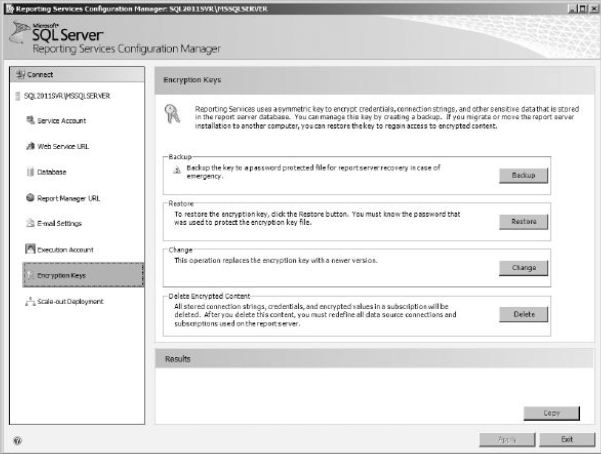 Reporting Services Configuration Manager: SQL2011SVR\MSSQLSERVER
Microsoft
SQL Server
Reporting Services Configuration Manager
Connect
SQL2011SVR\MSSQLSERVER
Service Account
Web Service URL
Database
Report Manager URL
E-mail Settings
Execution Account
Encryption Keys
Scale-out Deployment
Encryption Keys
Reporting Services uses a symmetric key to encrypt credentials, connection strings, and other sensitive data that is stored
in the report server database. You can manage this key by creating a backup. If you migrate or move the report server
installation to another computer, you can restore the key to regain access to encrypted content.
Backup
Backup the key to a password protected file for report server recovery in case of
emergency.
Backup
Restore
To restore the encryption key, click the Restore button. You must know the password that
was used to protect the encryption key file.
Restore
Change
This operation replaces the encryption key with a newer version.
Change
Delete Encrypted Content
All stored connection strings, credentials, and encrypted values in a subscription will be
deleted. After you delete this content, you must redefine all data source connections and
subscriptions used on the report server.
Delete
Results
Copy
Apply
Exit